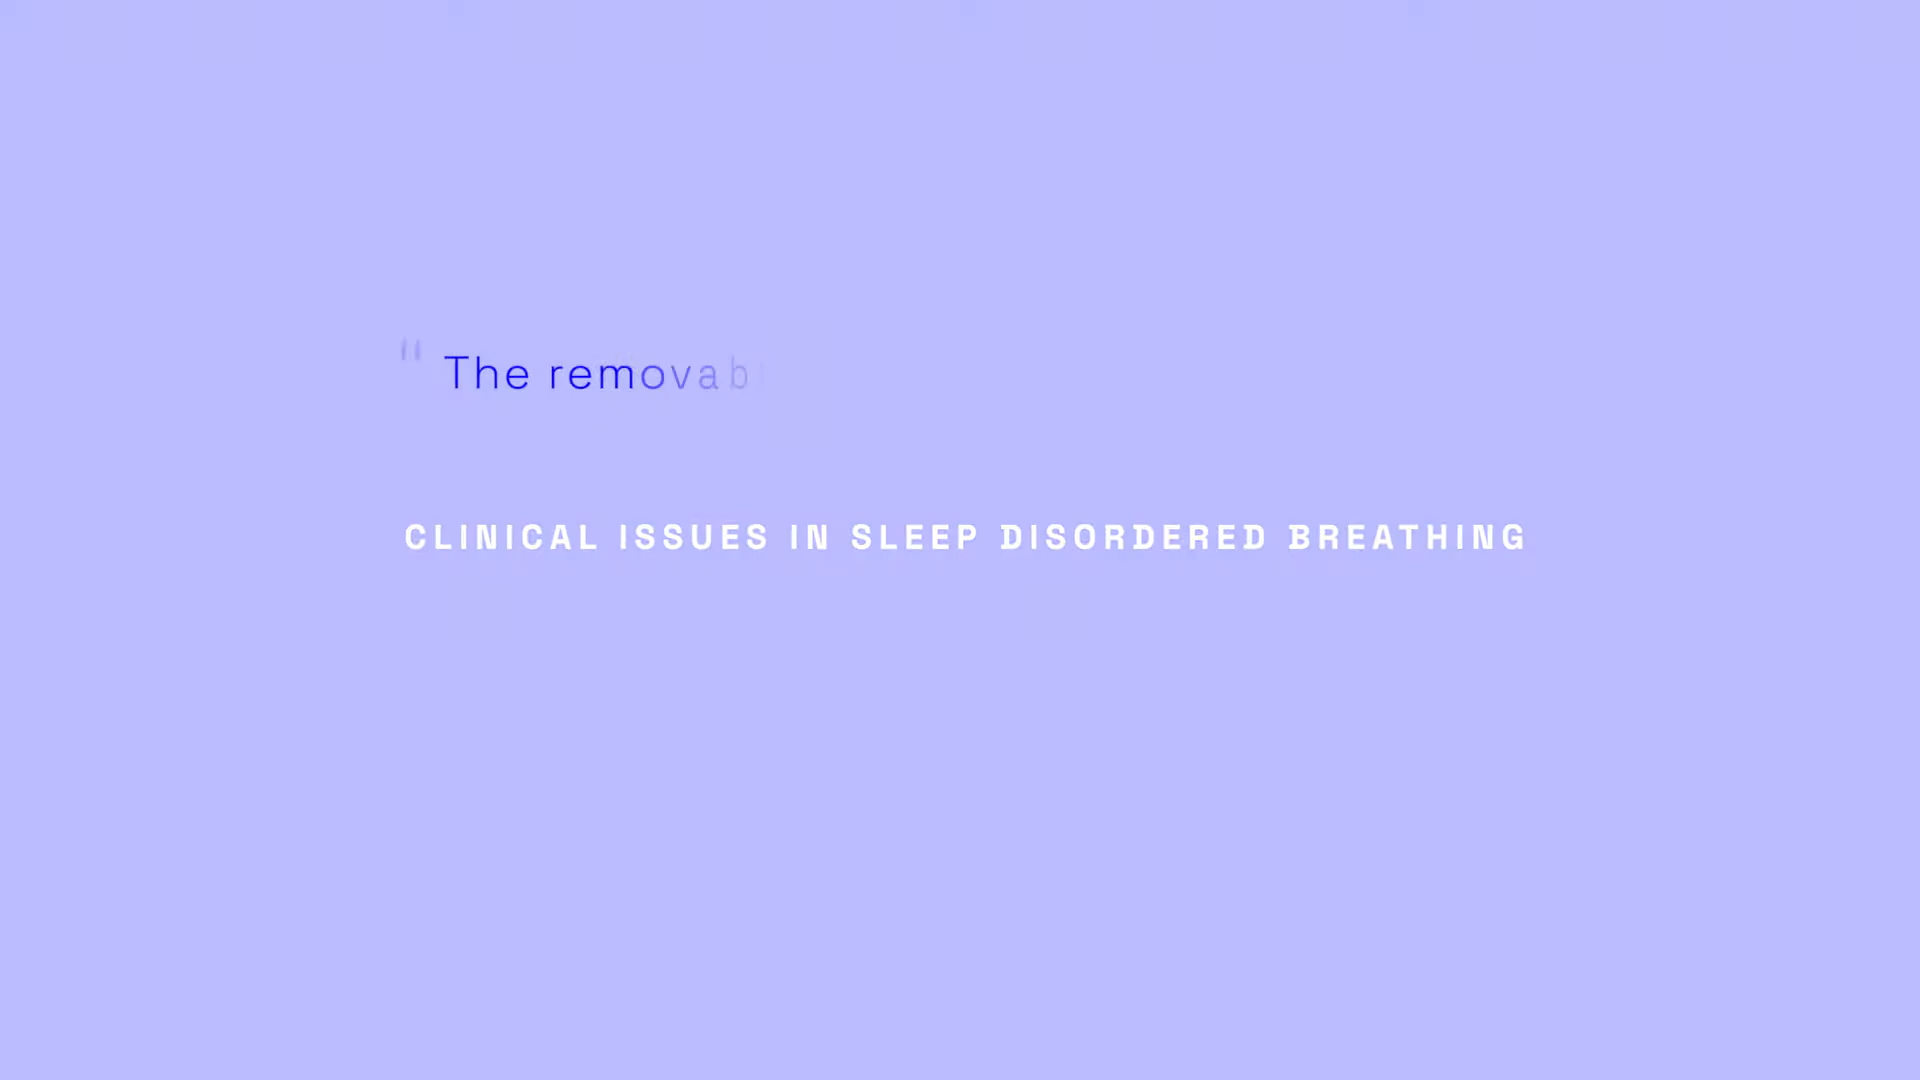 " The removab
CLINICAL ISSUES IN SLEEP DISORDERED BREATHING